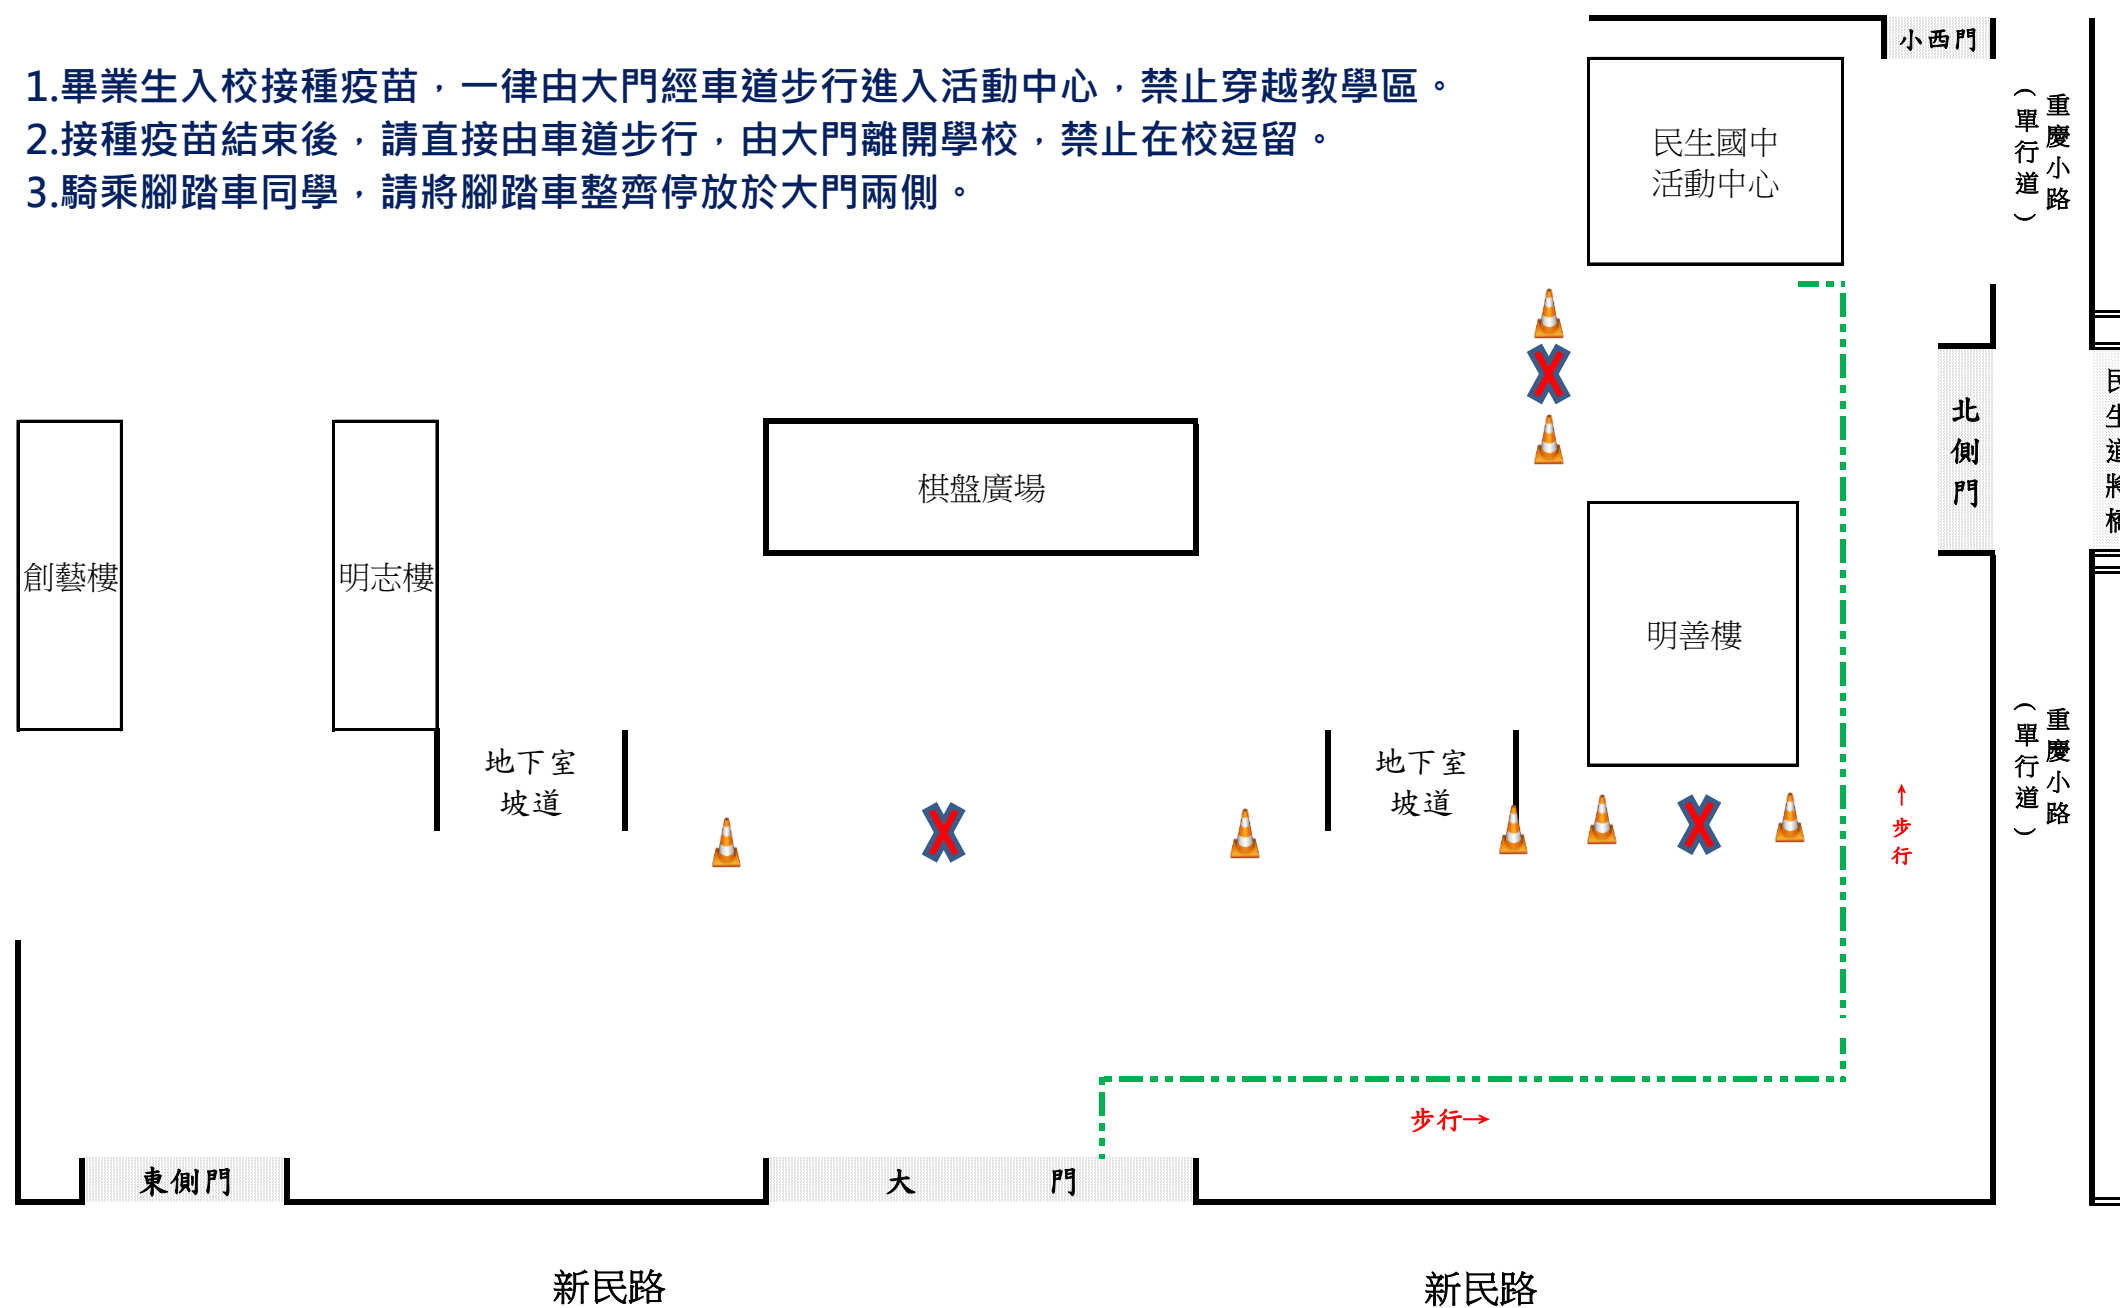 1.畢業生入校接種疫苗，一律由大門經車道步行進入活動中心，禁止穿越教學區。
2.接種疫苗結束後，請直接由車道步行，由大門離開學校，禁止在校逗留。
3.騎乘腳踏車同學，請將腳踏車整齊停放於大門兩側。
小西門
重慶小路
（單行道）
民生國中
活動中心
北側門
民生道將橋
棋盤廣場
創藝樓
明志樓
明善樓
地下室
坡道
地下室
坡道
重慶小路
（單行道）
↑步行
步行→
東側門
大門
新民路
新民路